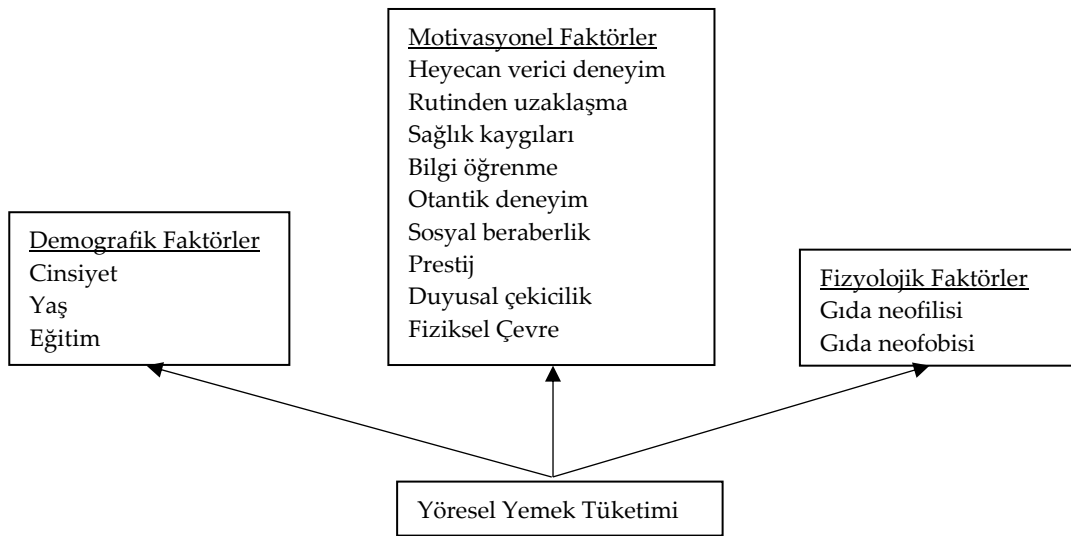 Motivasyonel Faktörler
Heyecan verici deneyim
Rutinden uzaklaşma
Sağlık kaygıları
Bilgi öğrenme
Otantik deneyim
Sosyal beraberlik
Prestij
Duyusal çekicilik
Fiziksel Çevre
Demografik Faktörler
Cinsiyet
Yaş
Eğitim
Fizyolojik Faktörler
Gıda neofilisi
Gıda neofobisi
Yöresel Yemek Tüketimi